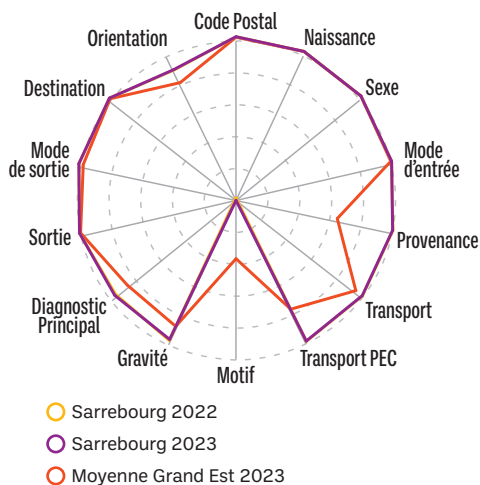 Code Postal
Naissance
Sexe
Mode
d'entrée
Provenance
Transport
Transport PEC
Motif
Gravité
Diagnostic
Principal
Sortie
Mode
de sortie
Destination
Orientation
Sarrebourg 2022
Sarrebourg 2023
Moyenne Grand Est 2023